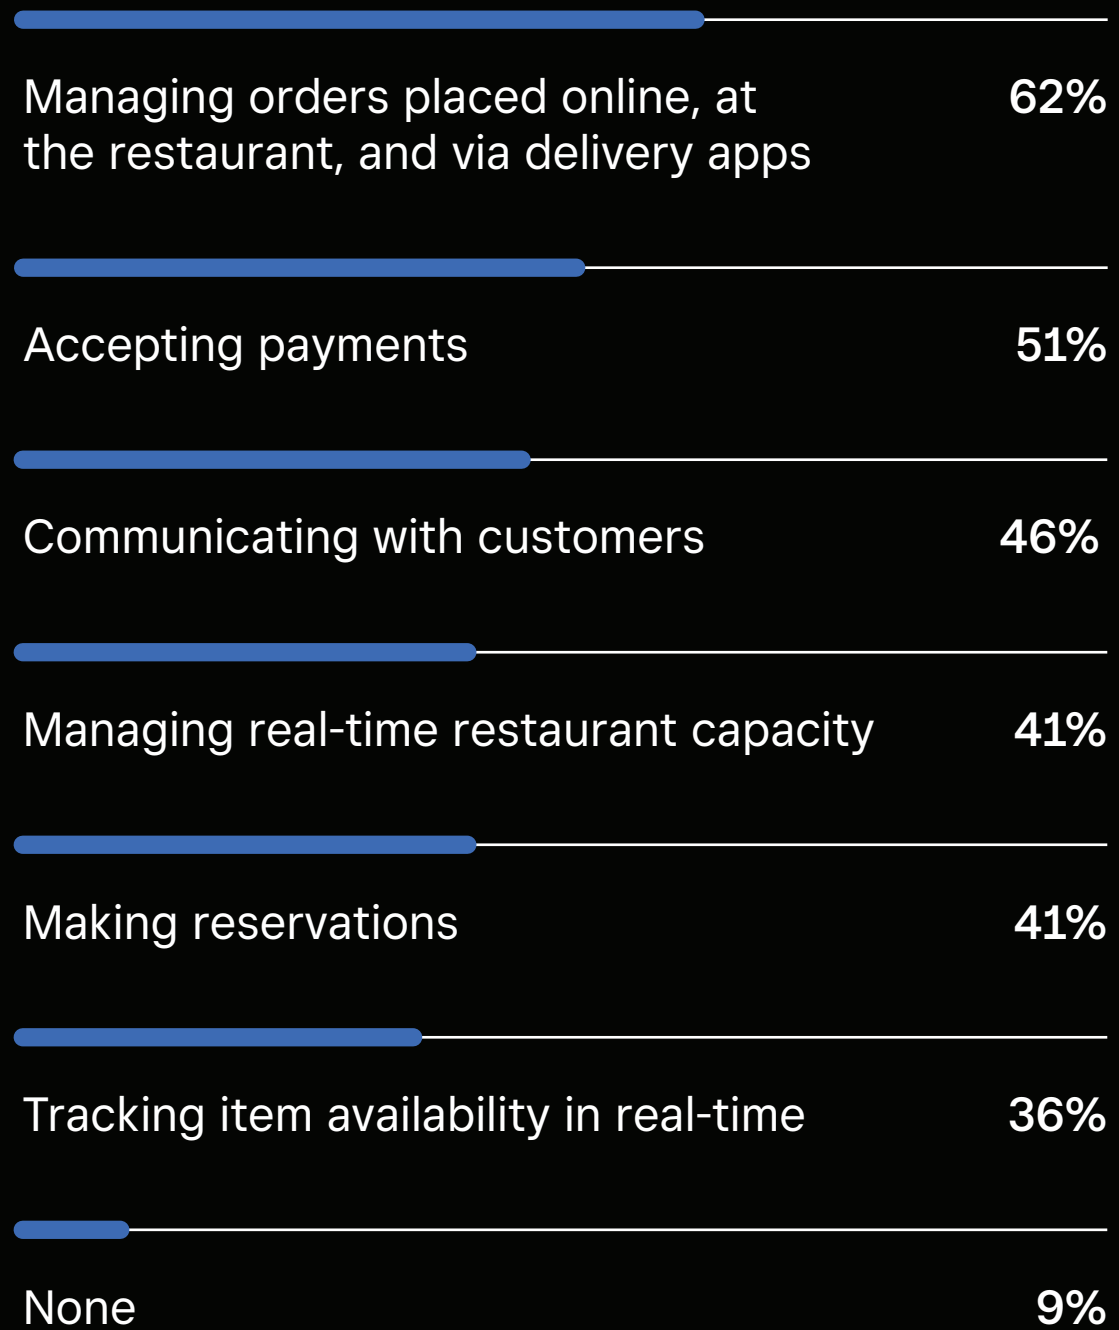 Managing orders placed online, at 62%
the restaurant, and via delivery apps
Accepting payments 51%
Communicating with customers 46%
Managing real-time restaurant capacity 41%
Making reservations 41%
Tracking item availability in real-time 36%
None 9%